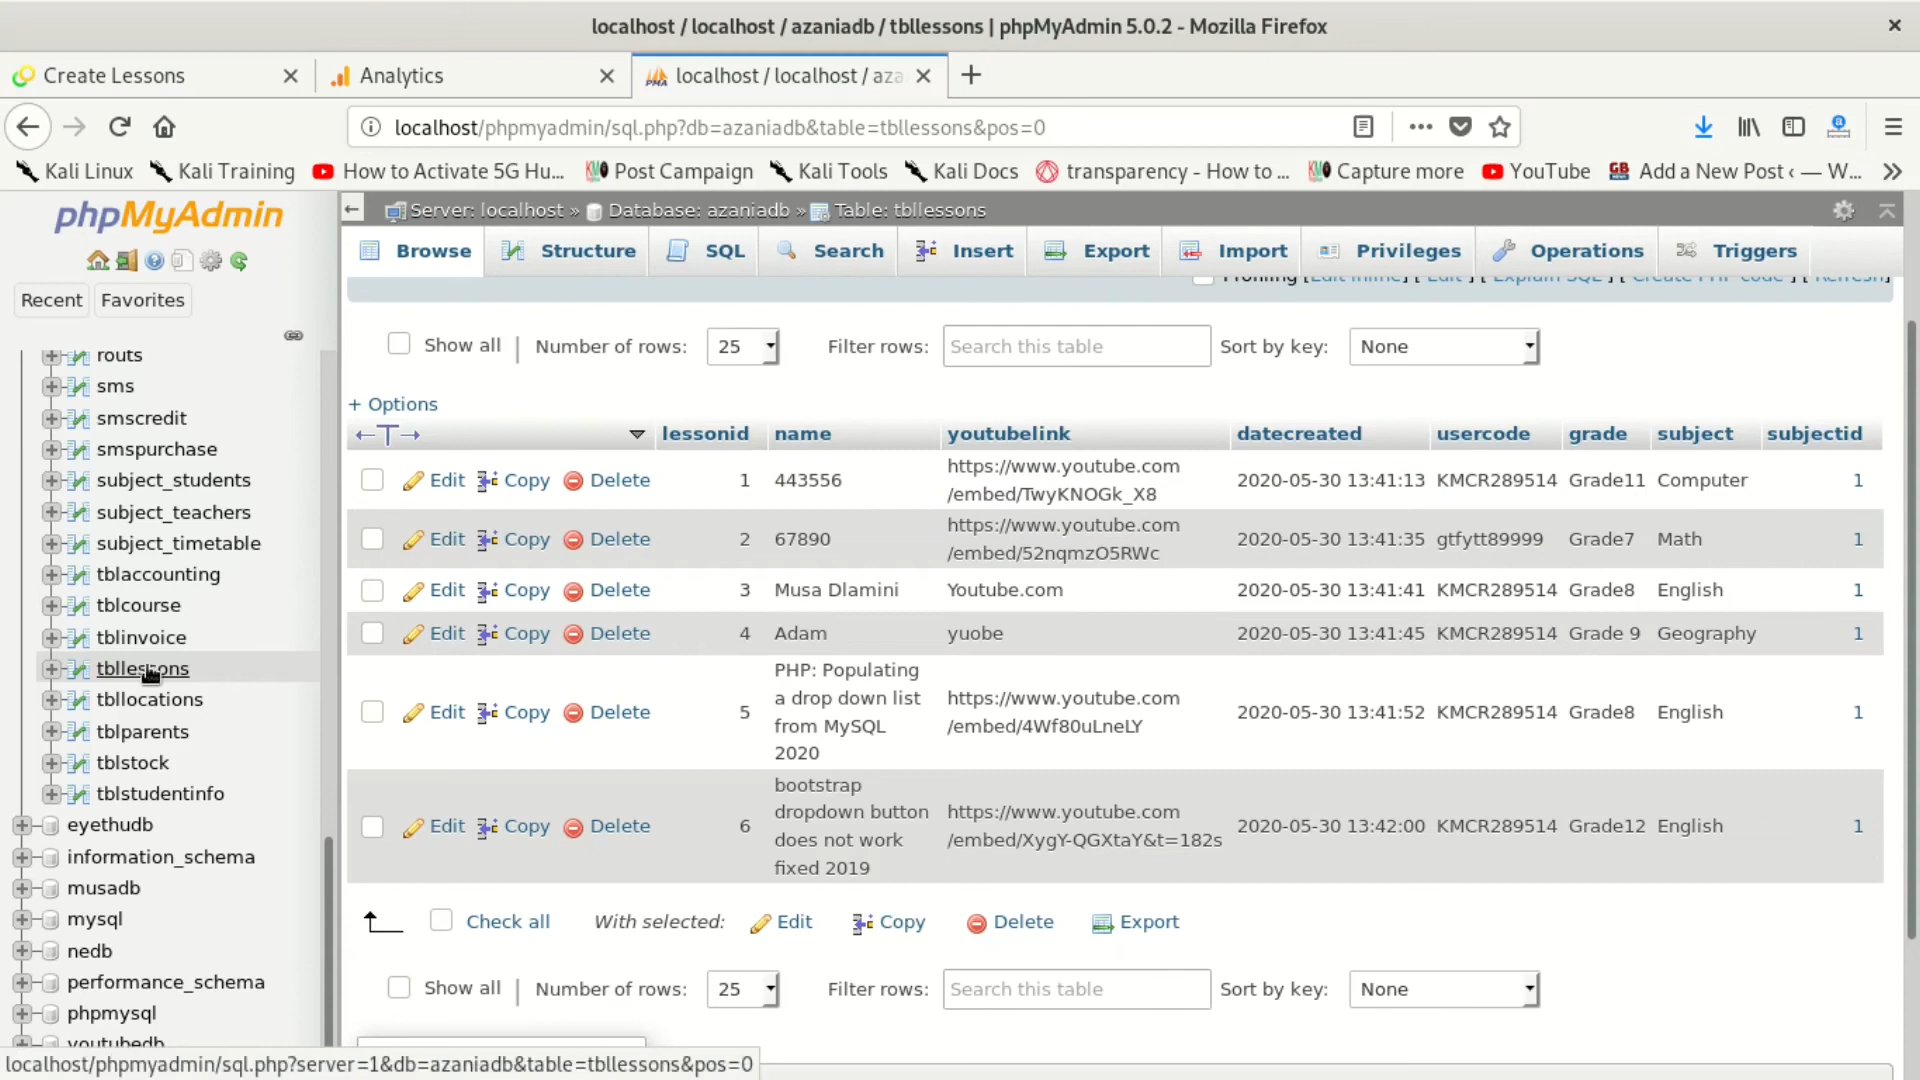 localhost / localhost / azaniadb / tbllessons | phpMyAdmin 5.0.2 - Mozilla Firefox
Create Lessons
Analytics
localhost / localhost / aza
localhost/phpmyadmin/sql.php?db=azaniadb&table=tbllessons&pos=0
Kali Linux Kali Training How to Activate 5G Hu... Post Campaign Kali Tools Kali Docs transparency - How to ... Capture more YouTube Add a New Post ‹ — W...
phpMyAdmin
Recent Favorites
routs
sms
smscredit
smspurchase
subject_students
subject_teachers
subject_timetable
tblaccounting
tblcourse
tblinvoice
tbllessons
tbllocations
tblparents
tblstock
tblstudentinfo
eyethudb
information_schema
musadb
mysql
nedb
performance_schema
phpmysql
youtubedb
Server: localhost » Database: azaniadb » Table: tbllessons
Browse Structure SQL Search Insert Export Import Privileges Operations Triggers
Profiling [Edit inline] [ Edit ] [ Explain SQL ] [ Create PHP code ] [ Refresh]
Show all | Number of rows: 25 Filter rows: Search this table Sort by key: None
+ Options
lessonid name youtubelink datecreated usercode grade subject subjectid
Edit Copy Delete 1 443556 https://www.youtube.com
/embed/TwyKNOGk_X8 2020-05-30 13:41:13 KMCR289514 Grade11 Computer 1
Edit Copy Delete 2 67890 https://www.youtube.com
/embed/52nqmzO5RWc 2020-05-30 13:41:35 gtfytt89999 Grade7 Math 1
Edit Copy Delete 3 Musa Dlamini Youtube.com 2020-05-30 13:41:41 KMCR289514 Grade8 English 1
Edit Copy Delete 4 Adam yuobe 2020-05-30 13:41:45 KMCR289514 Grade 9 Geography 1
PHP: Populating
a drop down list
from MySQL
2020
Edit Copy Delete 5 https://www.youtube.com
/embed/4Wf80uLneLY 2020-05-30 13:41:52 KMCR289514 Grade8 English 1
bootstrap
dropdown button
does not work
fixed 2019
Edit Copy Delete 6 https://www.youtube.com
/embed/XygY-QGXtaY&t=182s 2020-05-30 13:42:00 KMCR289514 Grade12 English 1
Check all With selected: Edit Copy Delete Export
Show all | Number of rows: 25 Filter rows: Search this table Sort by key: None
localhost/phpmyadmin/sql.php?server=1&db=azaniadb&table=tbllessons&pos=0